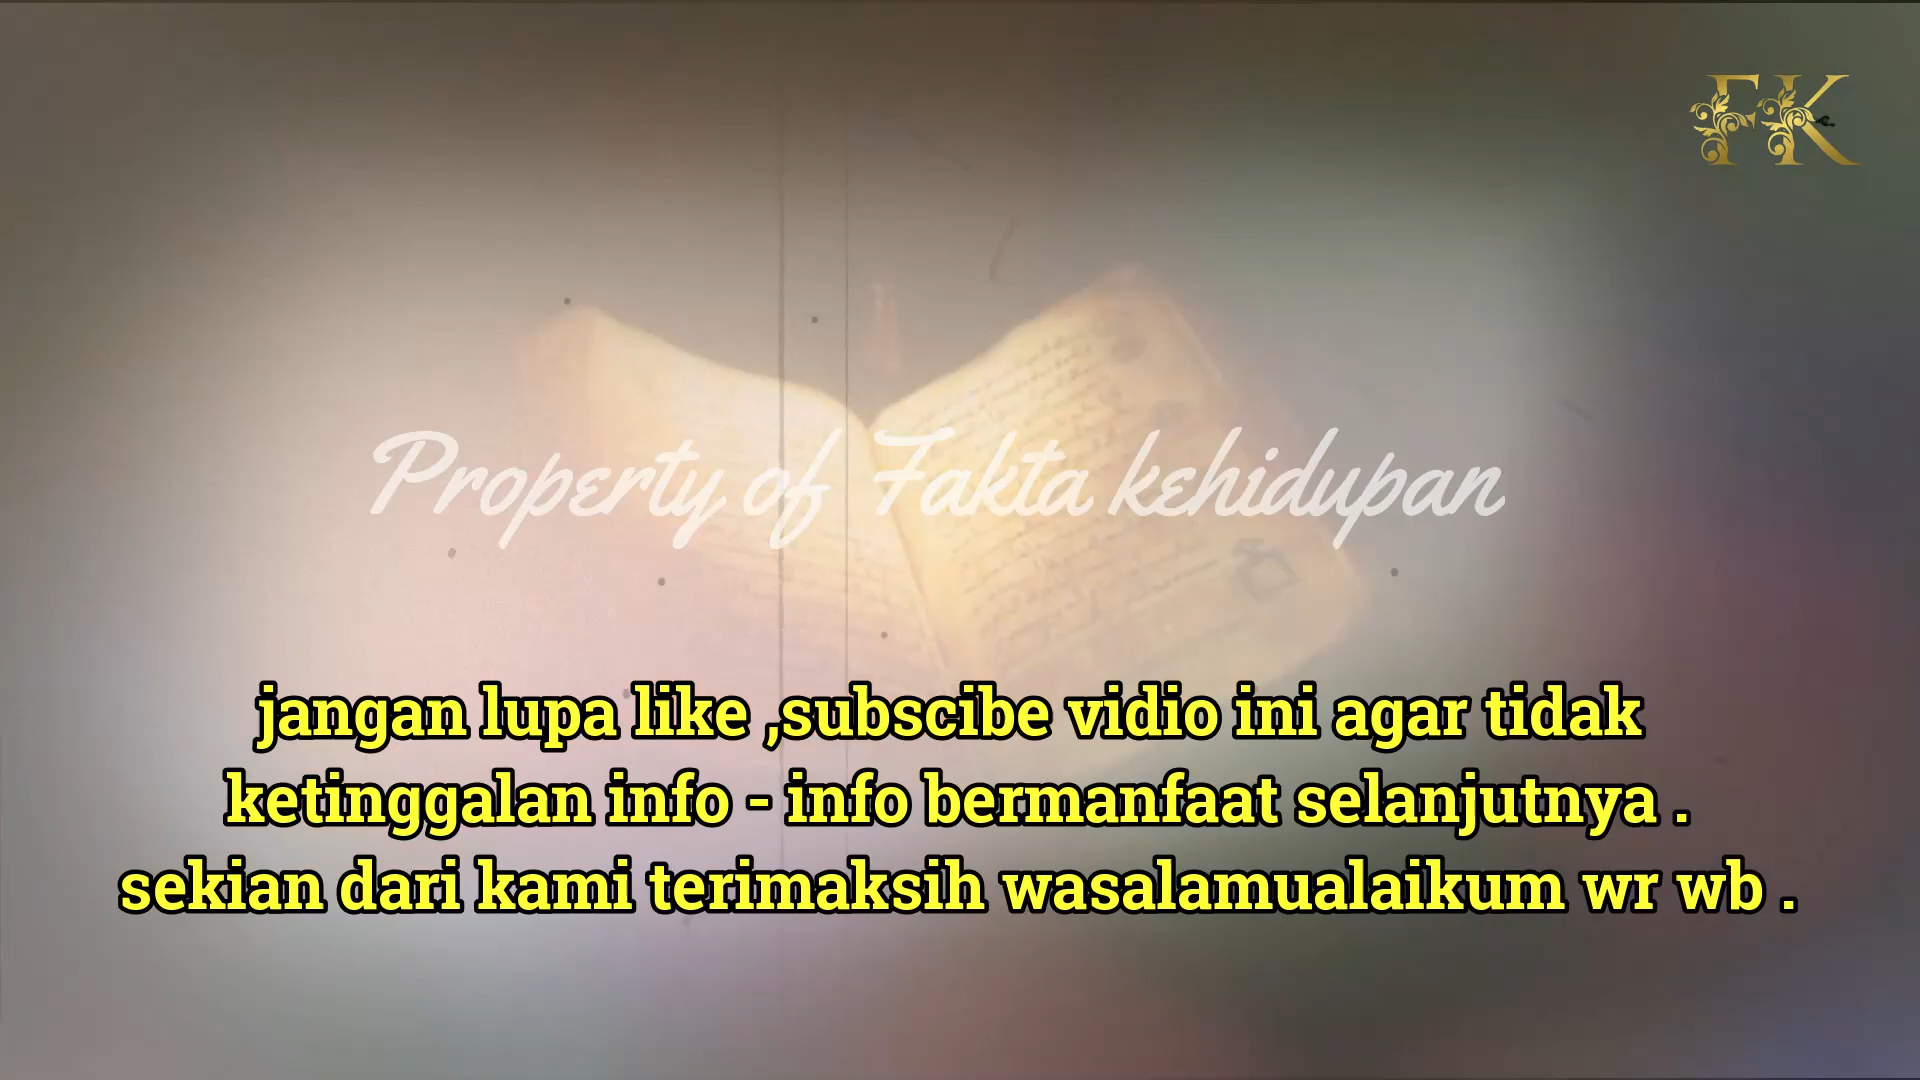 FK
Property of Fakta kehidupan
jangan lupa like ,subscibe vidio ini agar tidak
ketinggalan info - info bermanfaat selanjutnya .
sekian dari kami terimaksih wasalamualaikum wr wb .